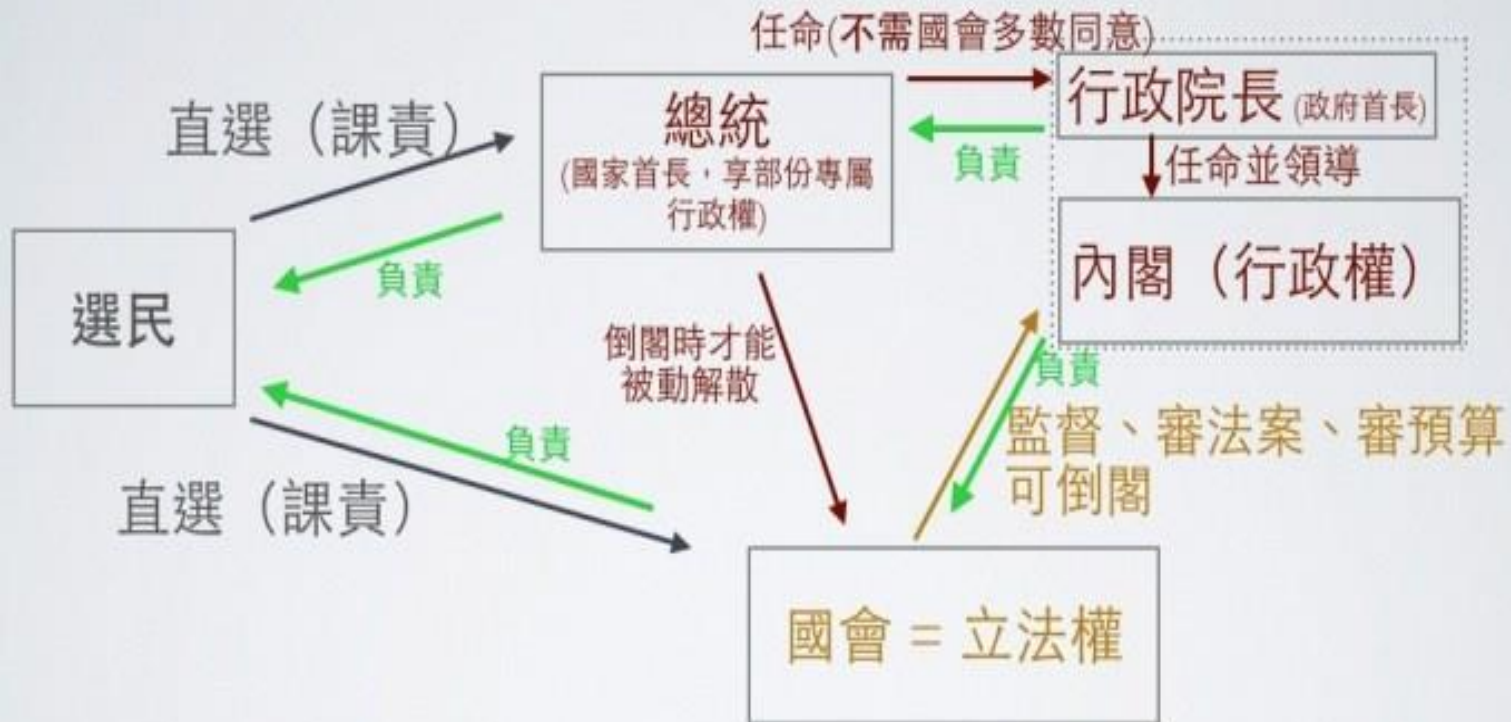 任命(不需國會多數同意)
直選（課責）
總統
(國家首長，享部份專屬
行政權)
行政院長 (政府首長)
負責
任命並領導
負責
選民
內閣（行政權）
倒閣時才能
被動解散
負責
監督、審法案、審預算
可倒閣
負責
直選（課責）
國會 = 立法權